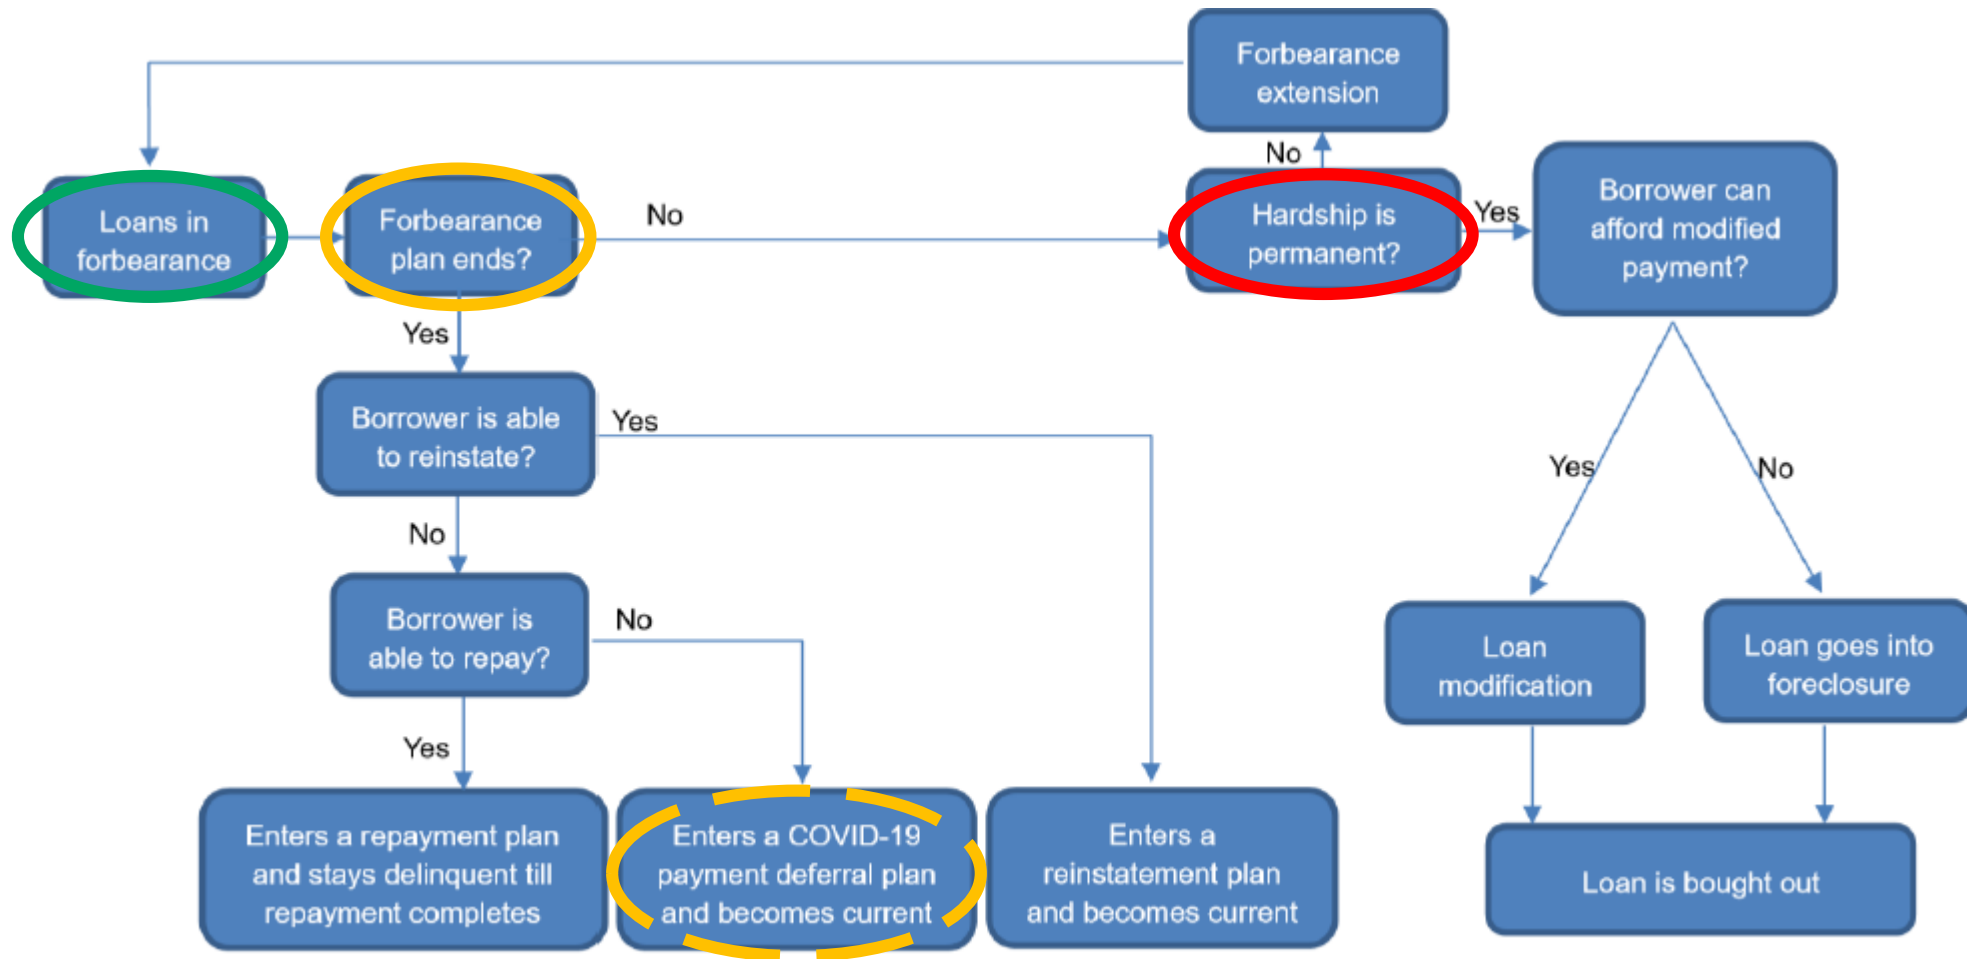 Forbearance
extension
No
Loans in
forbearance
Forbearance
plan ends?
No
Hardship is
permanent?
Yes
Borrower can
afford modified
payment?
Yes
Borrower is able
to reinstate?
Yes
Yes
No
No
Borrower is
able to repay?
No
Loan
modification
Loan goes into
foreclosure
Yes
Enters a repayment plan
and stays delinquent till
repayment completes
Enters a COVID-19
payment deferral plan
and becomes current
Enters a
reinstatement plan
and becomes current
Loan is bought out